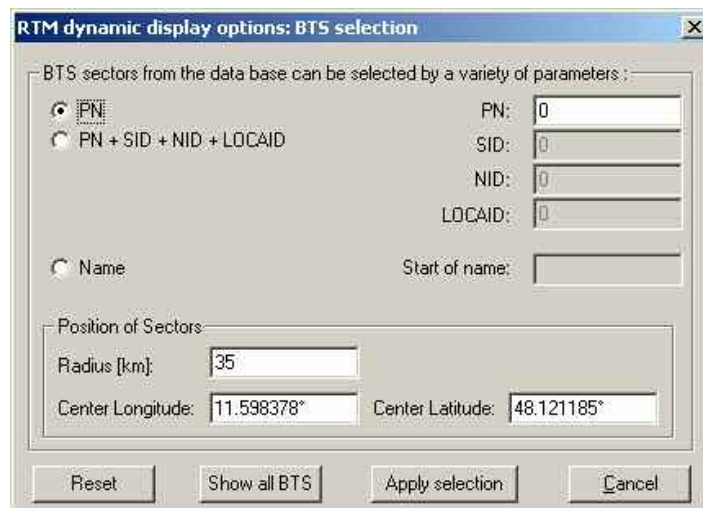 RTM dynamic display options: BTS selection
BTS sectors from the data base can be selected by a variety of parameters :
PN PN: 0
PN + SID + NID + LOCAID SID: 0
NID: 0
LOCAID: 0
Name Start of name:
Position of Sectors
Radius [km]: 35
Center Longitude: 11.598378° Center Latitude: 48.121185°
Reset Show all BTS Apply selection Cancel